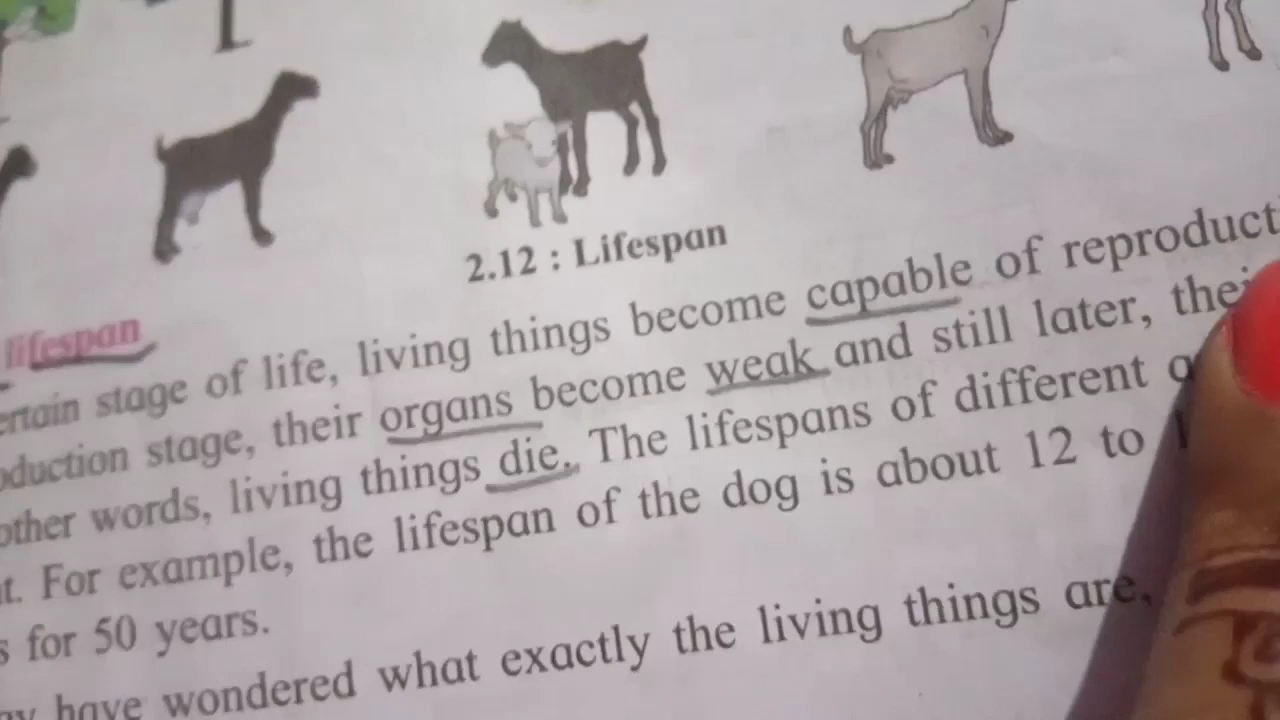 2.12 : Lifespan
lifespan
stage of life, living things become capable of
stage, their organs become weak and still later,
other words, living things die. The lifespans of different
For example, the lifespan of the dog is about 12 to
for 50 years.
have wondered what exactly the living things are,